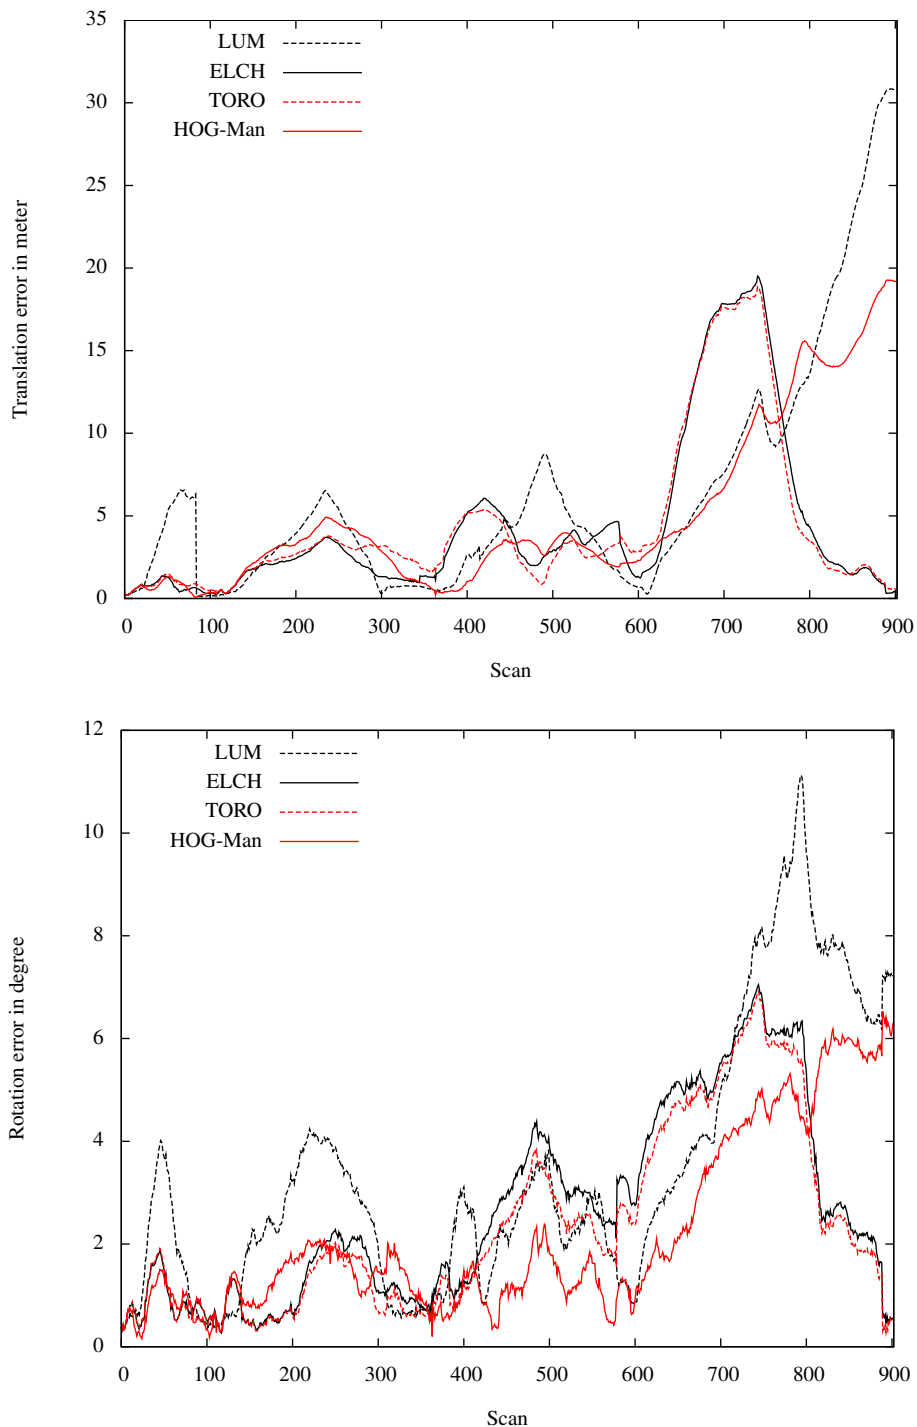 35
30
25
20
15
10
5
0
Translation error in meter
LUM
ELCH
TORO
HOG-Man
0 100 200 300 400 500 600 700 800 900
Scan
12
10
8
6
4
2
0
Rotation error in degree
LUM
ELCH
TORO
HOG-Man
0 100 200 300 400 500 600 700 800 900
Scan